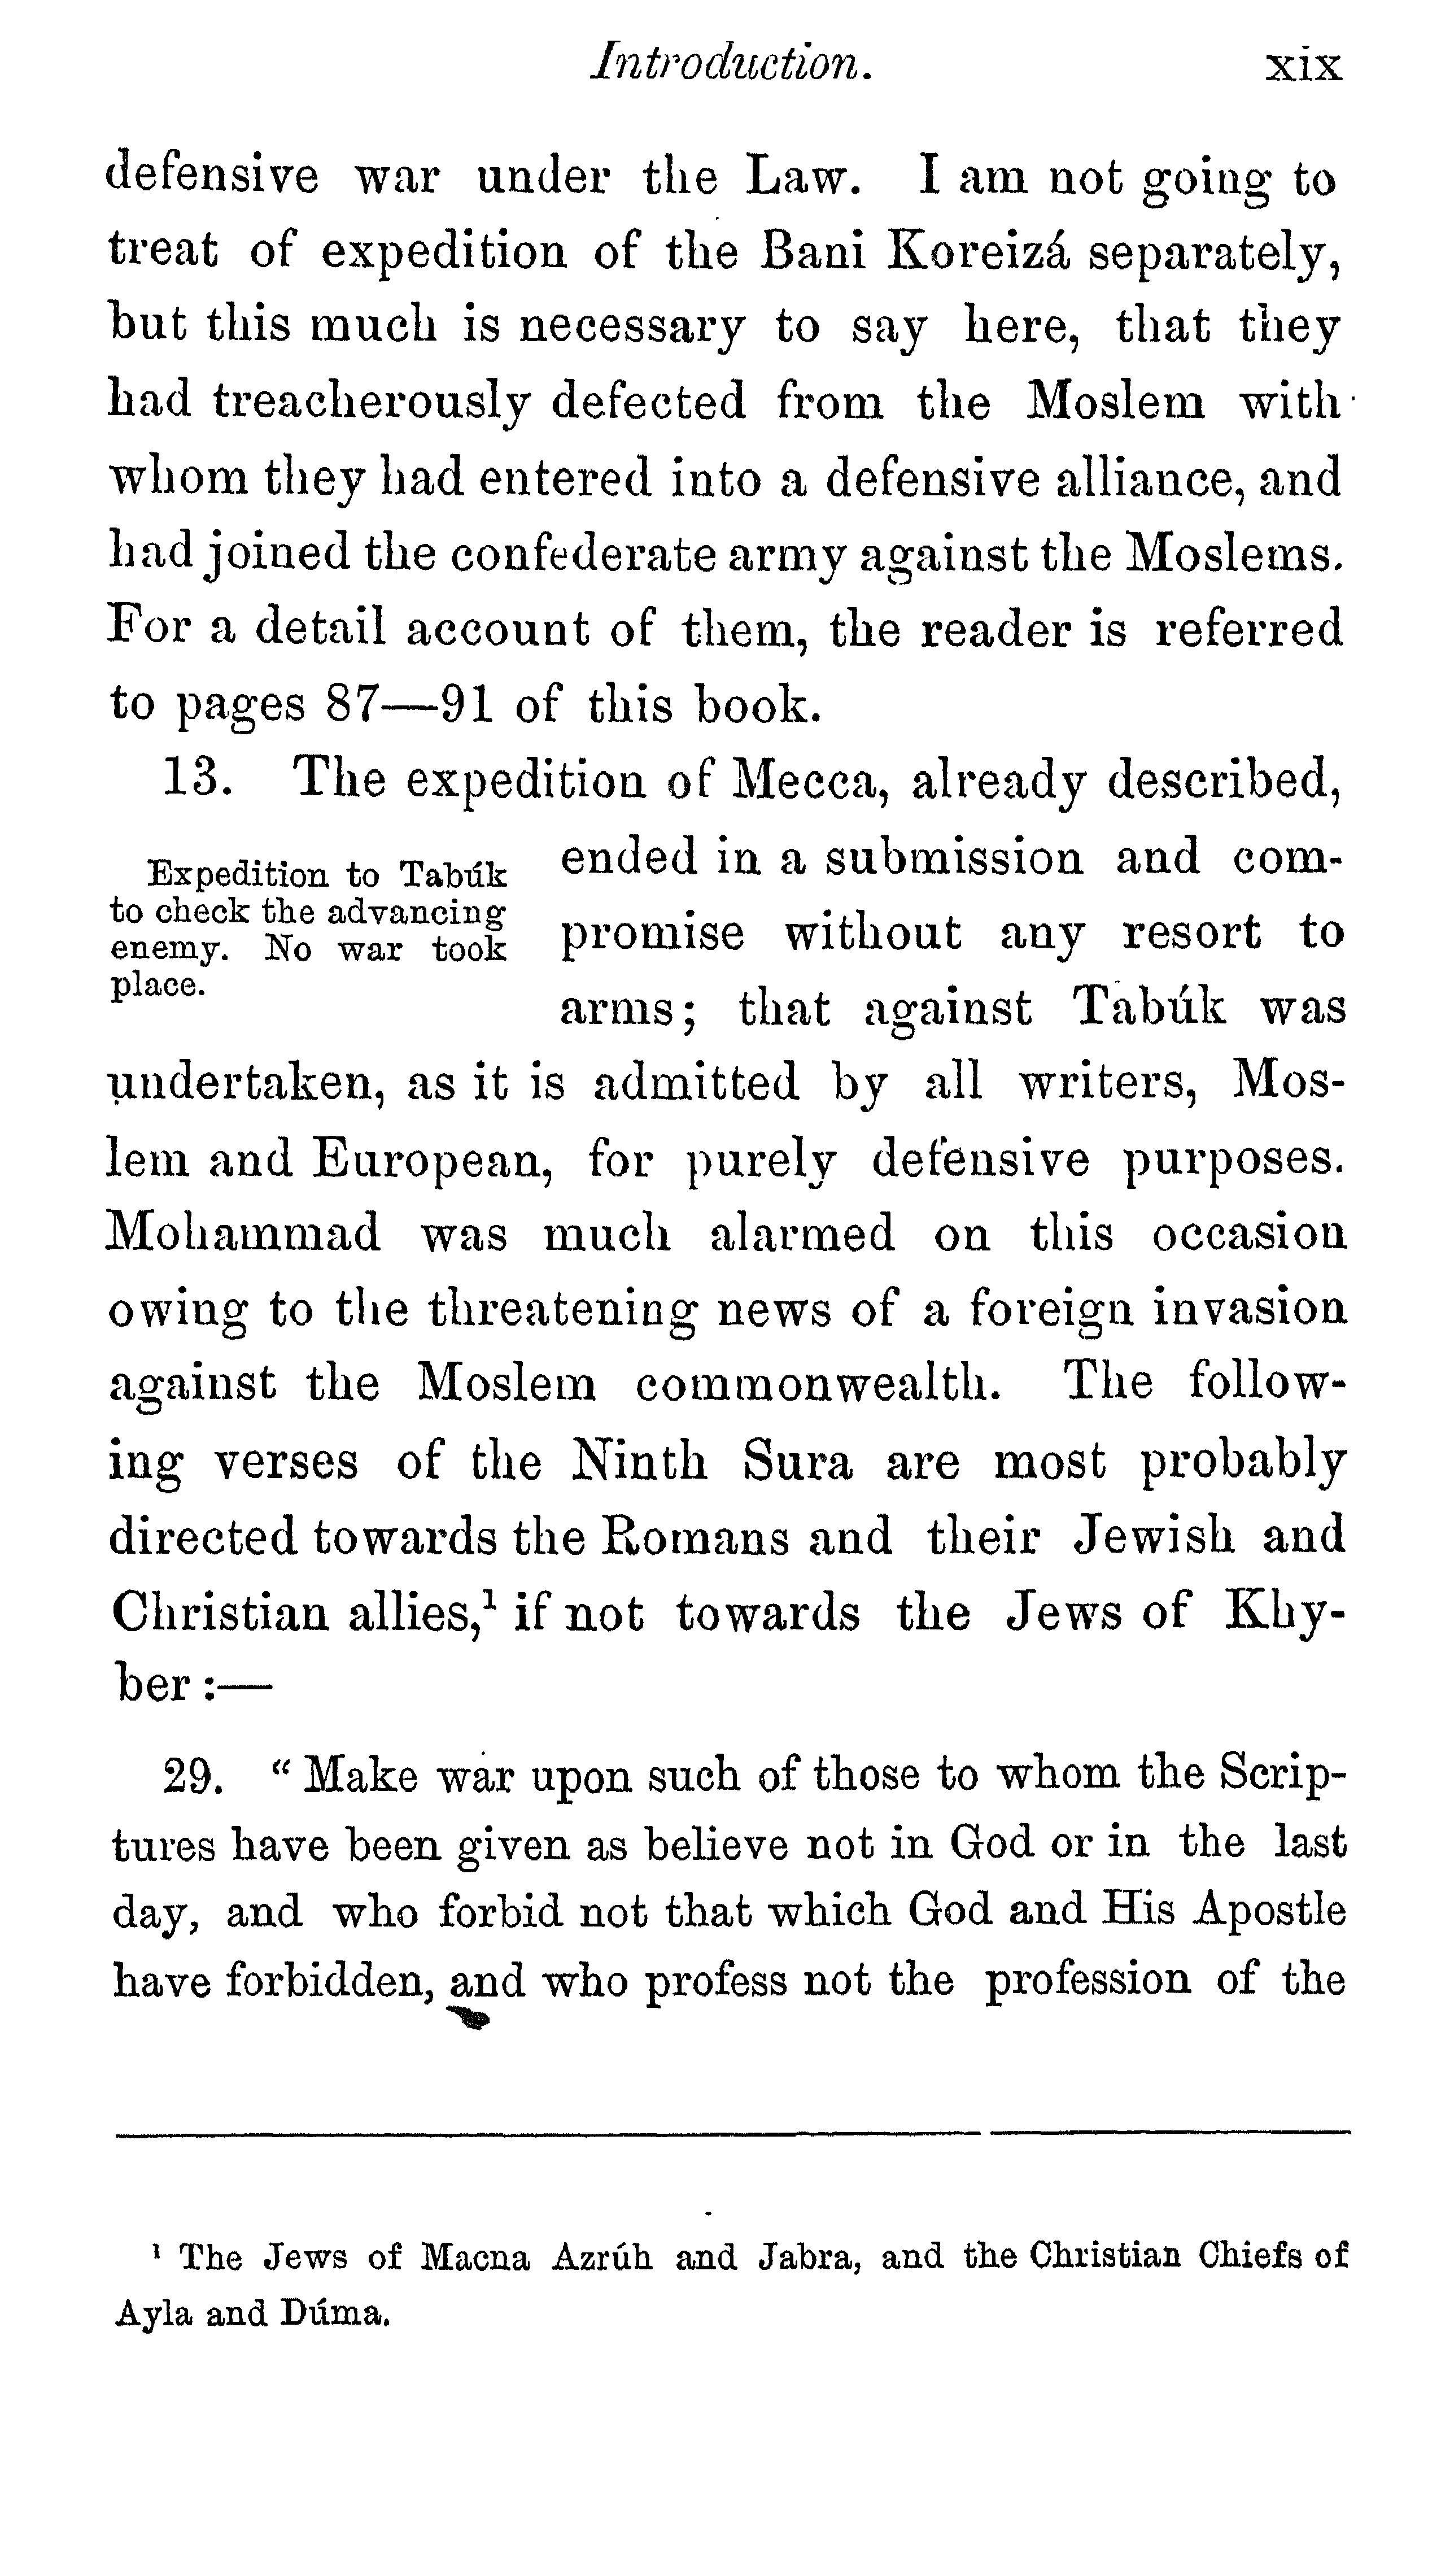 Introduction. xix
defensive war under the Law. I am not going to
treat of expedition of the Bani Koreizá separately,
but this much is necessary to say here, that they
had treacherously defected from the Moslem with
whom they had entered into a defensive alliance, and
had joined the confederate army against the Moslems.
For a detail account of them, the reader is referred
to pages 87—91 of this book.
13. The expedition of Mecca, already described,
Expedition to Tabúk
to check the advancing
enemy. No war took
place.
ended in a submission and com-
promise without any resort to
arms; that against Tabúk was
undertaken, as it is admitted by all writers, Mos-
lem and European, for purely defensive purposes.
Mohammad was much alarmed on this occasion
owing to the threatening news of a foreign invasion
against the Moslem commonwealth. The follow-
ing verses of the Ninth Sura are most probably
directed towards the Romans and their Jewish and
Christian allies,¹ if not towards the Jews of Khy-
ber :—
29. “ Make war upon such of those to whom the Scrip-
tures have been given as believe not in God or in the last
day, and who forbid not that which God and His Apostle
have forbidden, and who profess not the profession of the
¹ The Jews of Macna Azrúh and Jabra, and the Christian Chiefs of
Ayla and Dúma.